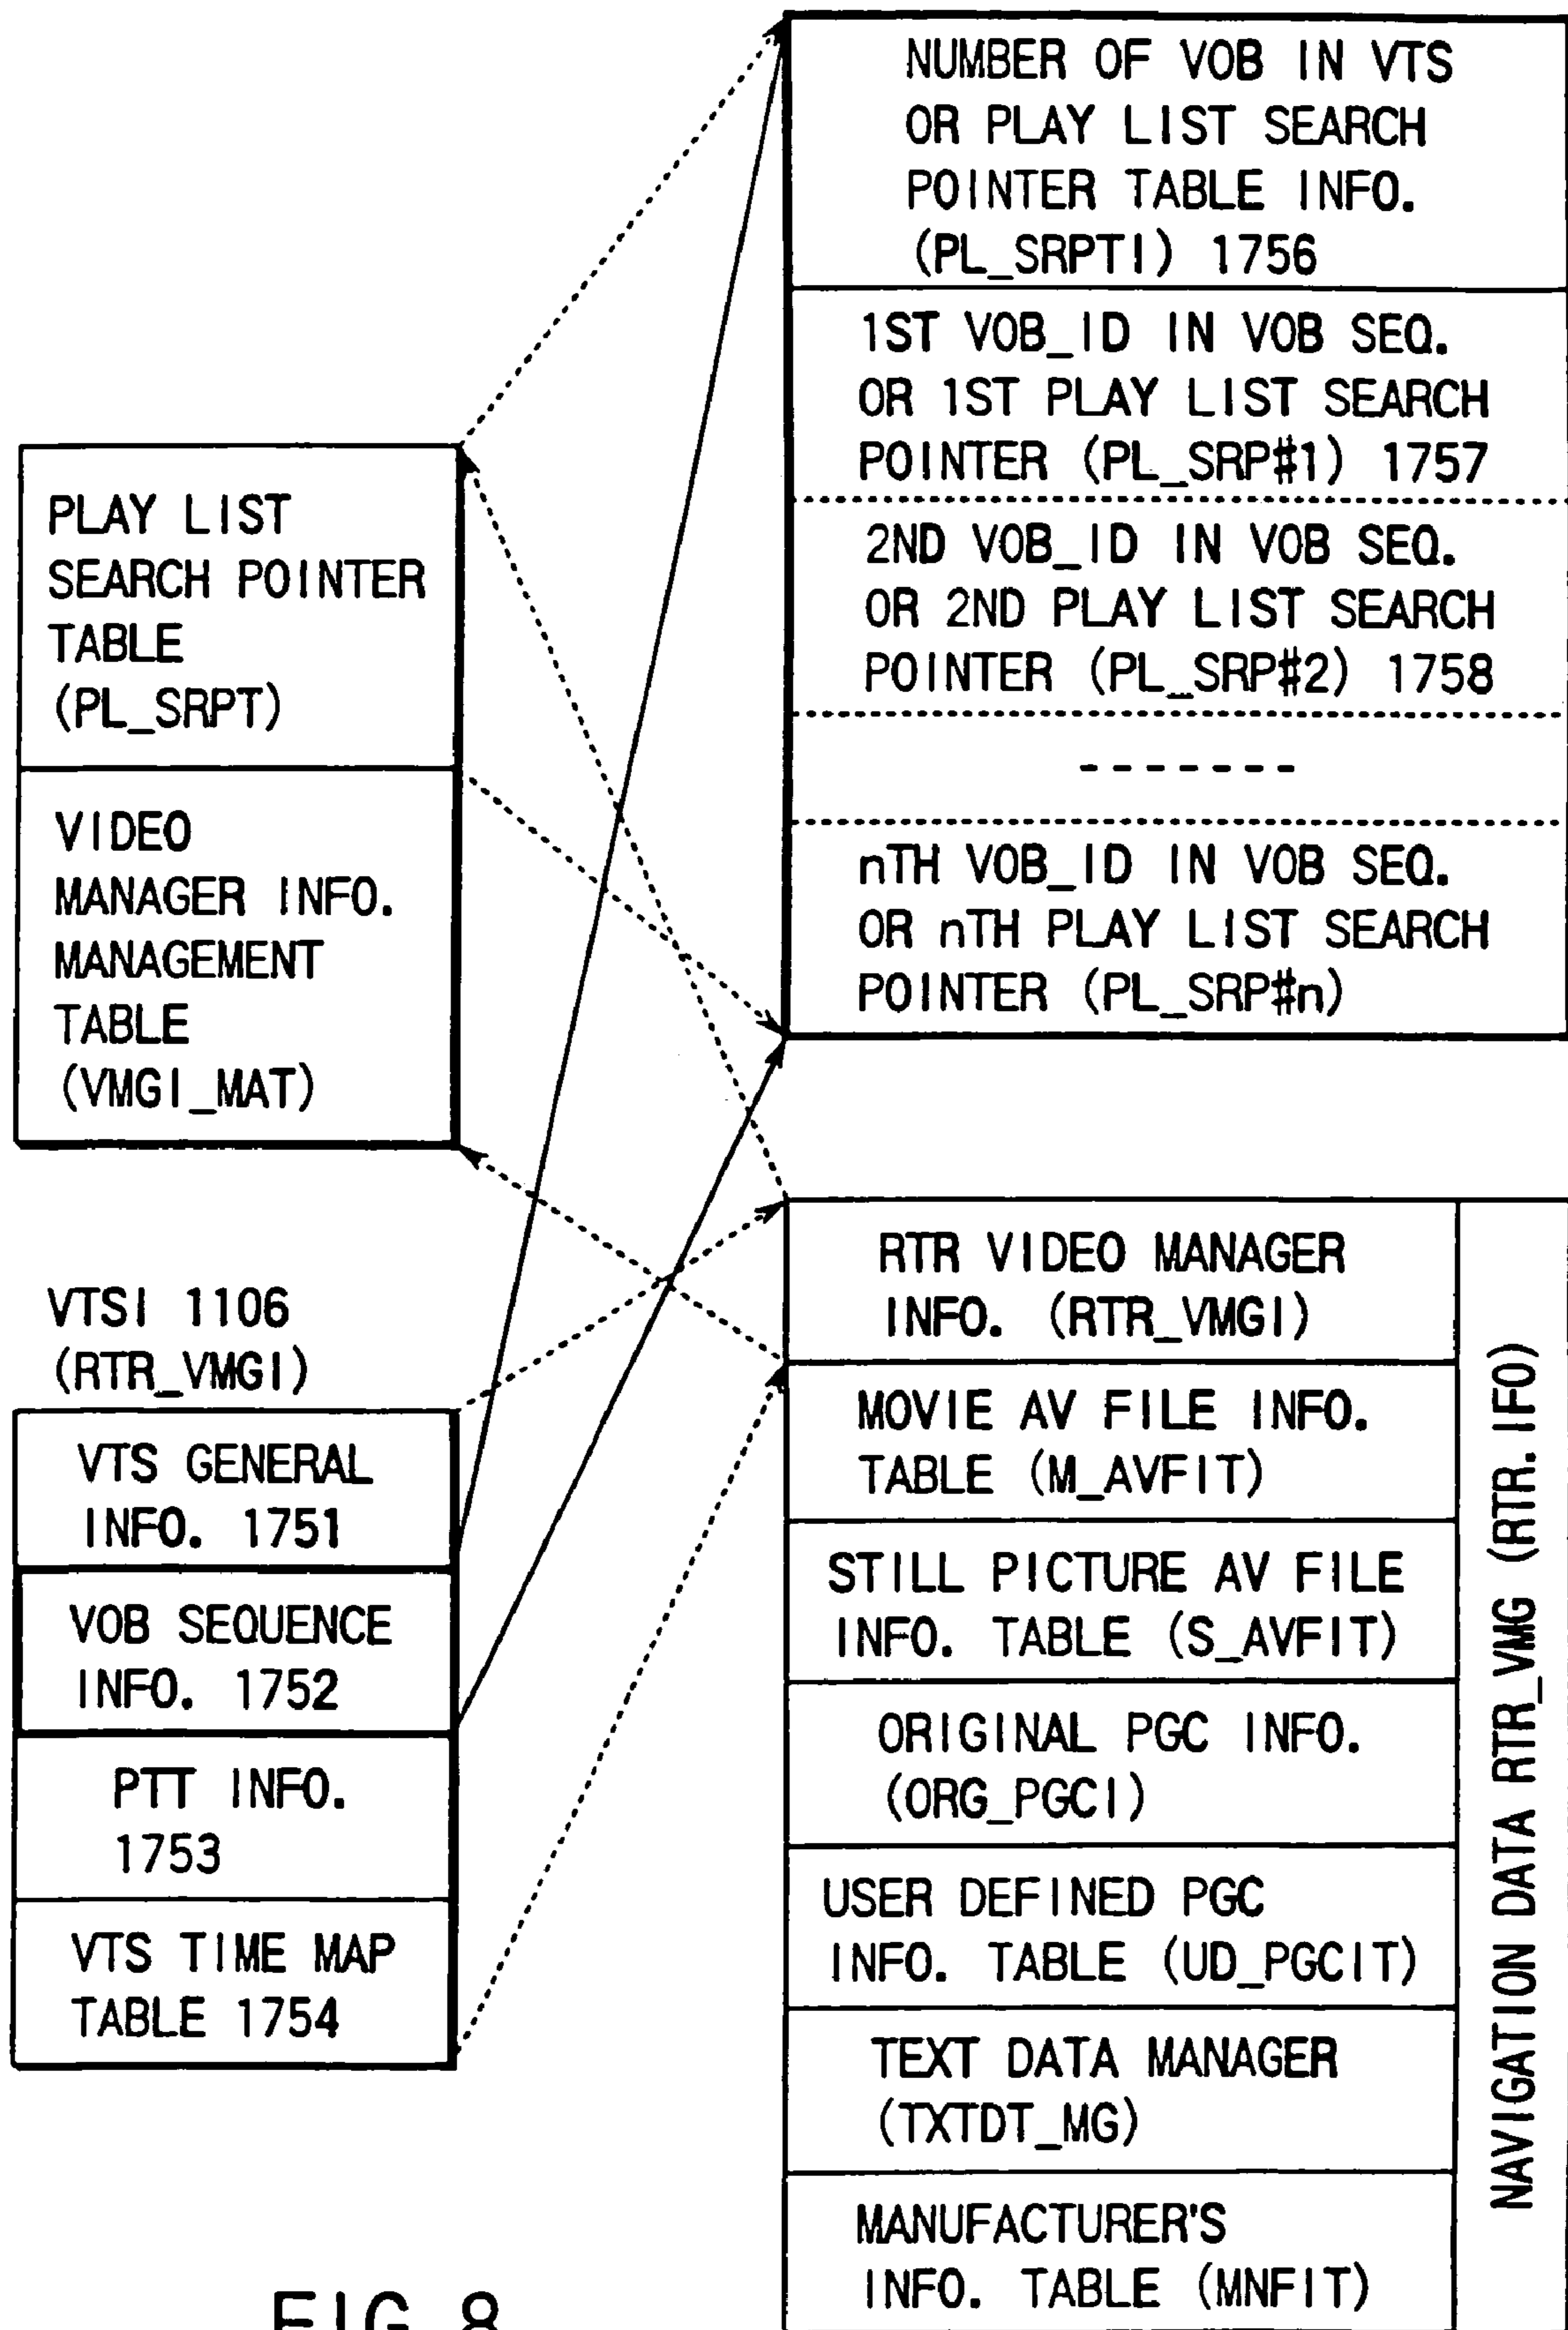 NUMBER OF VOB IN VTS
OR PLAY LIST SEARCH
POINTER TABLE INFO.
(PL_SRPTI) 1756
1ST VOB_ID IN VOB SEQ.
OR 1ST PLAY LIST SEARCH
POINTER (PL_SRP#1) 1757
2ND VOB_ID IN VOB SEQ.
OR 2ND PLAY LIST SEARCH
POINTER (PL_SRP#2) 1758
- - - - - - -
nTH VOB_ID IN VOB SEQ.
OR nTH PLAY LIST SEARCH
POINTER (PL_SRP#n)
PLAY LIST
SEARCH POINTER
TABLE
(PL_SRPT)
VIDEO
MANAGER INFO.
MANAGEMENT
TABLE
(VMGI_MAT)
VTSI 1106
(RTR_VMGI)
VTS GENERAL
INFO. 1751
VOB SEQUENCE
INFO. 1752
PTT INFO.
1753
VTS TIME MAP
TABLE 1754
RTR VIDEO MANAGER
INFO. (RTR_VMGI)
MOVIE AV FILE INFO.
TABLE (M_AVFIT)
STILL PICTURE AV FILE
INFO. TABLE (S_AVFIT)
ORIGINAL PGC INFO.
(ORG_PGCI)
USER DEFINED PGC
INFO. TABLE (UD_PGCIT)
TEXT DATA MANAGER
(TXTDT_MG)
MANUFACTURER'S
INFO. TABLE (MNFIT)
NAVIGATION DATA RTR_VMG (RTR. IFO)
FIG. 8